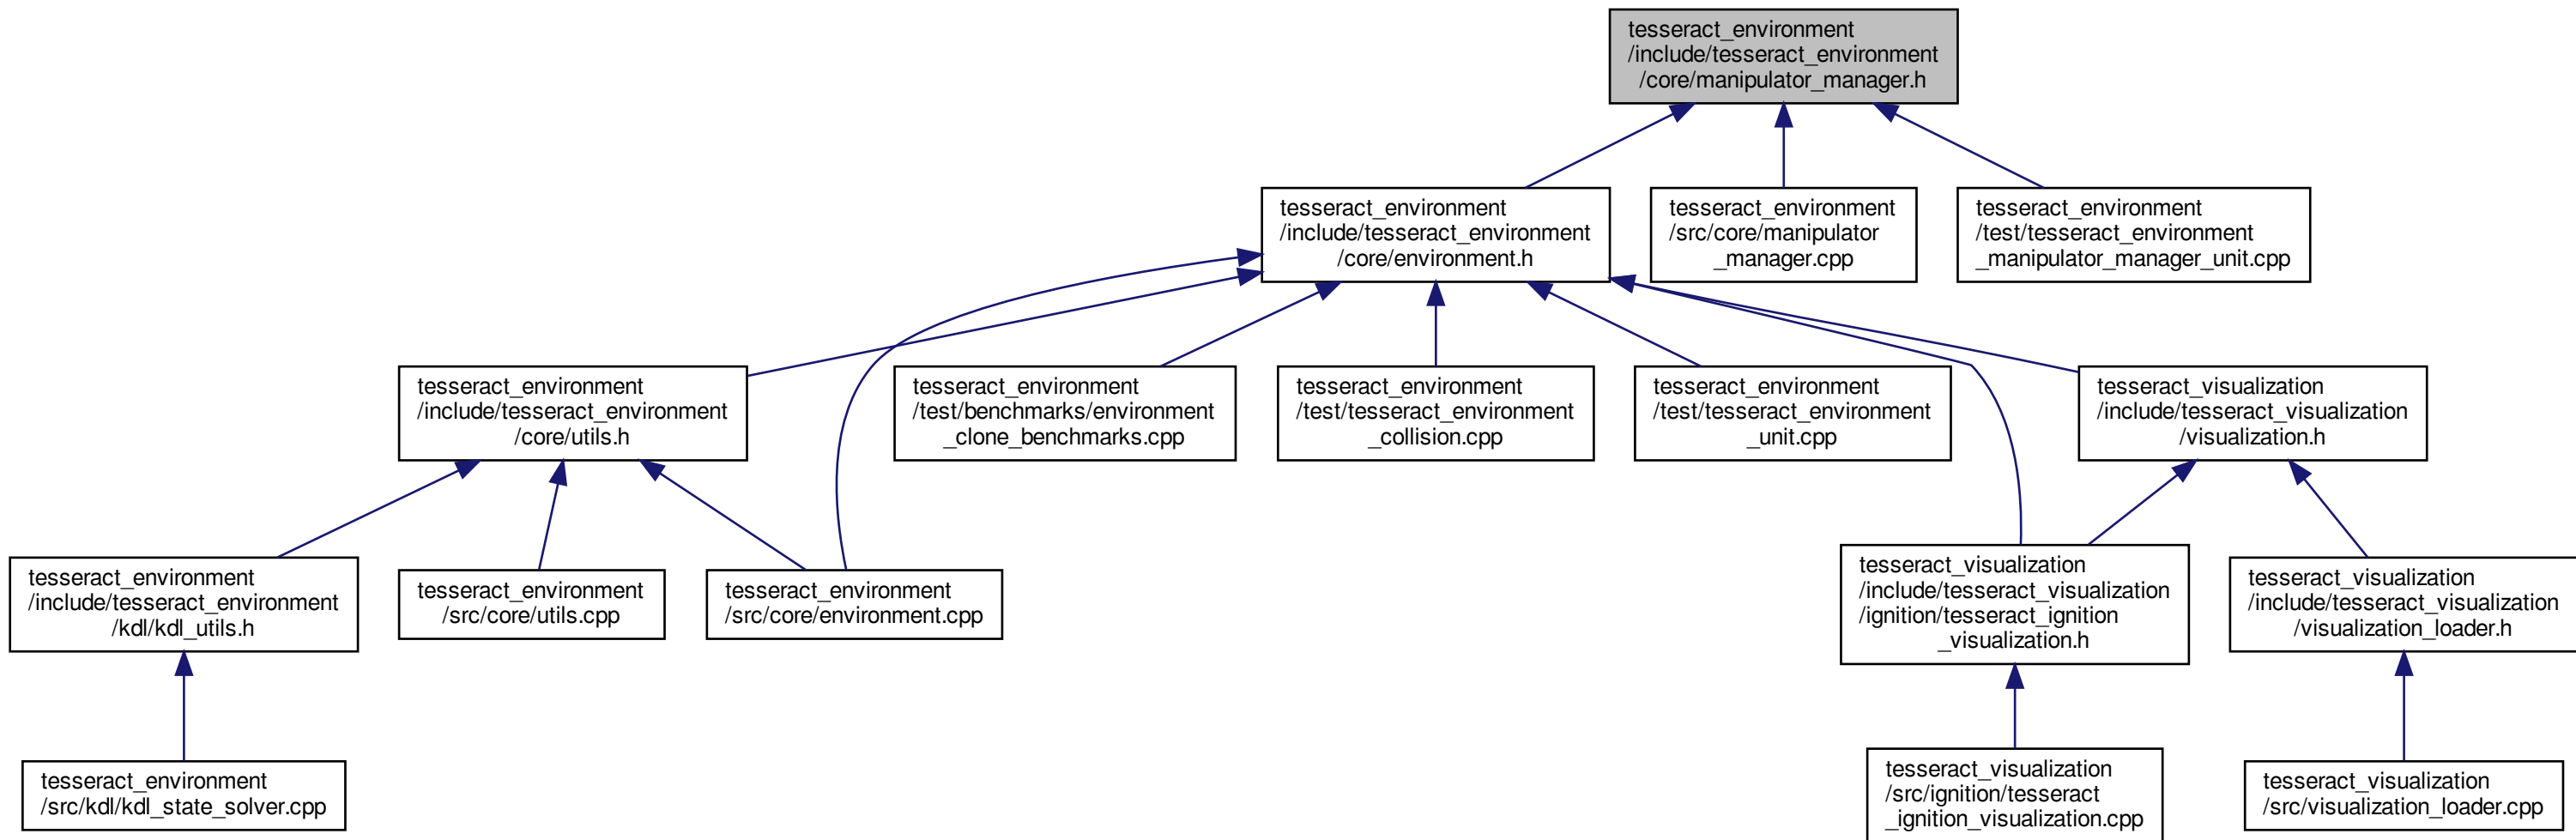 tesseract_environment
/include/tesseract_environment
/core/manipulator_manager.h
tesseract_environment
/include/tesseract_environment
/core/environment.h
tesseract_environment
/src/core/manipulator
_manager.cpp
tesseract_environment
/test/tesseract_environment
_manipulator_manager_unit.cpp
tesseract_environment
/include/tesseract_environment
/core/utils.h
tesseract_environment
/test/benchmarks/environment
_clone_benchmarks.cpp
tesseract_environment
/test/tesseract_environment
_collision.cpp
tesseract_environment
/test/tesseract_environment
_unit.cpp
tesseract_visualization
/include/tesseract_visualization
/visualization.h
tesseract_environment
/include/tesseract_environment
/kdl/kdl_utils.h
tesseract_environment
/src/core/utils.cpp
tesseract_environment
/src/core/environment.cpp
tesseract_visualization
/include/tesseract_visualization
/ignition/tesseract_ignition
_visualization.h
tesseract_visualization
/include/tesseract_visualization
/visualization_loader.h
tesseract_environment
/src/kdl/kdl_state_solver.cpp
tesseract_visualization
/src/ignition/tesseract
_ignition_visualization.cpp
tesseract_visualization
/src/visualization_loader.cpp